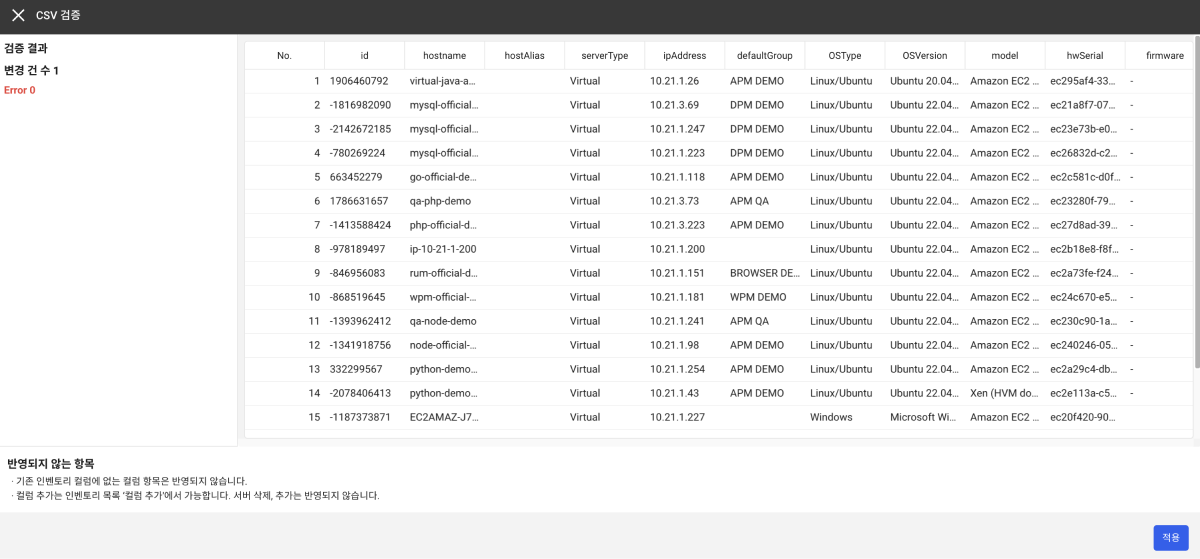 CSV 검증
검증 결과
변경 건 수 1
Error 0
No. id hostname hostAlias serverType ipAddress defaultGroup OSType OSVersion model hwSerial firmware
1 1906460792 virtual-java-a... Virtual 10.21.1.26 APM DEMO Linux/Ubuntu Ubuntu 20.04... Amazon EC2 ... ec295af4-33... -
2 -1816982090 mysql-official... Virtual 10.21.3.69 DPM DEMO Linux/Ubuntu Ubuntu 22.04... Amazon EC2 ... ec21a8f7-07... -
3 -2142672185 mysql-official... Virtual 10.21.1.247 DPM DEMO Linux/Ubuntu Ubuntu 22.04... Amazon EC2 ... ec23e73b-e0... -
4 -780269224 mysql-official... Virtual 10.21.1.223 DPM DEMO Linux/Ubuntu Ubuntu 22.04... Amazon EC2 ... ec26832d-c2... -
5 663452279 go-official-de... Virtual 10.21.1.118 APM DEMO Linux/Ubuntu Ubuntu 22.04... Amazon EC2 ... ec2c581c-d0f... -
6 1786631657 qa-php-demo Virtual 10.21.3.73 APM QA Linux/Ubuntu Ubuntu 22.04... Amazon EC2 ... ec23280f-79... -
7 -1413588424 php-official-d... Virtual 10.21.3.223 APM DEMO Linux/Ubuntu Ubuntu 22.04... Amazon EC2 ... ec27d8ad-39... -
8 -978189497 ip-10-21-1-200 Virtual 10.21.1.200 Linux/Ubuntu Ubuntu 22.04... Amazon EC2 ... ec2b18e8-f8f... -
9 -846956083 rum-official-d... Virtual 10.21.1.151 BROWSER DE... Linux/Ubuntu Ubuntu 22.04... Amazon EC2 ... ec2a73fe-f24... -
10 -868519645 wpm-official-... Virtual 10.21.1.181 WPM DEMO Linux/Ubuntu Ubuntu 22.04... Amazon EC2 ... ec24c670-e5... -
11 -1393962412 qa-node-demo Virtual 10.21.1.241 APM QA Linux/Ubuntu Ubuntu 22.04... Amazon EC2 ... ec230c90-1a... -
12 -1341918756 node-official-... Virtual 10.21.1.98 APM DEMO Linux/Ubuntu Ubuntu 22.04... Amazon EC2 ... ec240246-05... -
13 332299567 python-demo... Virtual 10.21.1.254 APM DEMO Linux/Ubuntu Ubuntu 22.04... Amazon EC2 ... ec2a29c4-db... -
14 -2078406413 python-demo... Virtual 10.21.1.43 APM DEMO Linux/Ubuntu Ubuntu 22.04... Xen (HVM do... ec2e113a-c5... -
15 -1187373871 EC2AMAZ-J7... Virtual 10.21.1.227 Windows Microsoft Wi... Amazon EC2 ... ec20f420-90...
반영되지 않는 항목
· 기존 인벤토리 컬럼에 없는 컬럼 항목은 반영되지 않습니다.
· 컬럼 추가는 인벤토리 목록 '컬럼 추가'에서 가능합니다. 서버 삭제, 추가는 반영되지 않습니다.
적용